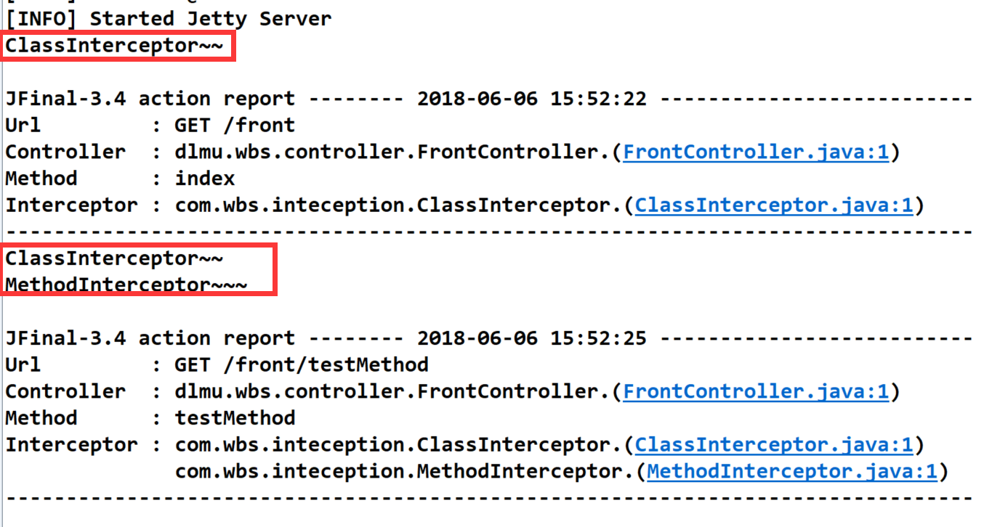 [INFO] Started Jetty Server
ClassInterceptor~~
JFinal-3.4 action report -------- 2018-06-06 15:52:22 --------------------------
Url         : GET /front
Controller  : dlmu.wbs.controller.FrontController.(FrontController.java:1)
Method      : index
Interceptor : com.wbs.inteception.ClassInterceptor.(ClassInterceptor.java:1)
--------------------------------------------------------------------------------
ClassInterceptor~~
MethodInterceptor~~~
JFinal-3.4 action report -------- 2018-06-06 15:52:25 --------------------------
Url         : GET /front/testMethod
Controller  : dlmu.wbs.controller.FrontController.(FrontController.java:1)
Method      : testMethod
Interceptor : com.wbs.inteception.ClassInterceptor.(ClassInterceptor.java:1)
              com.wbs.inteception.MethodInterceptor.(MethodInterceptor.java:1)
--------------------------------------------------------------------------------